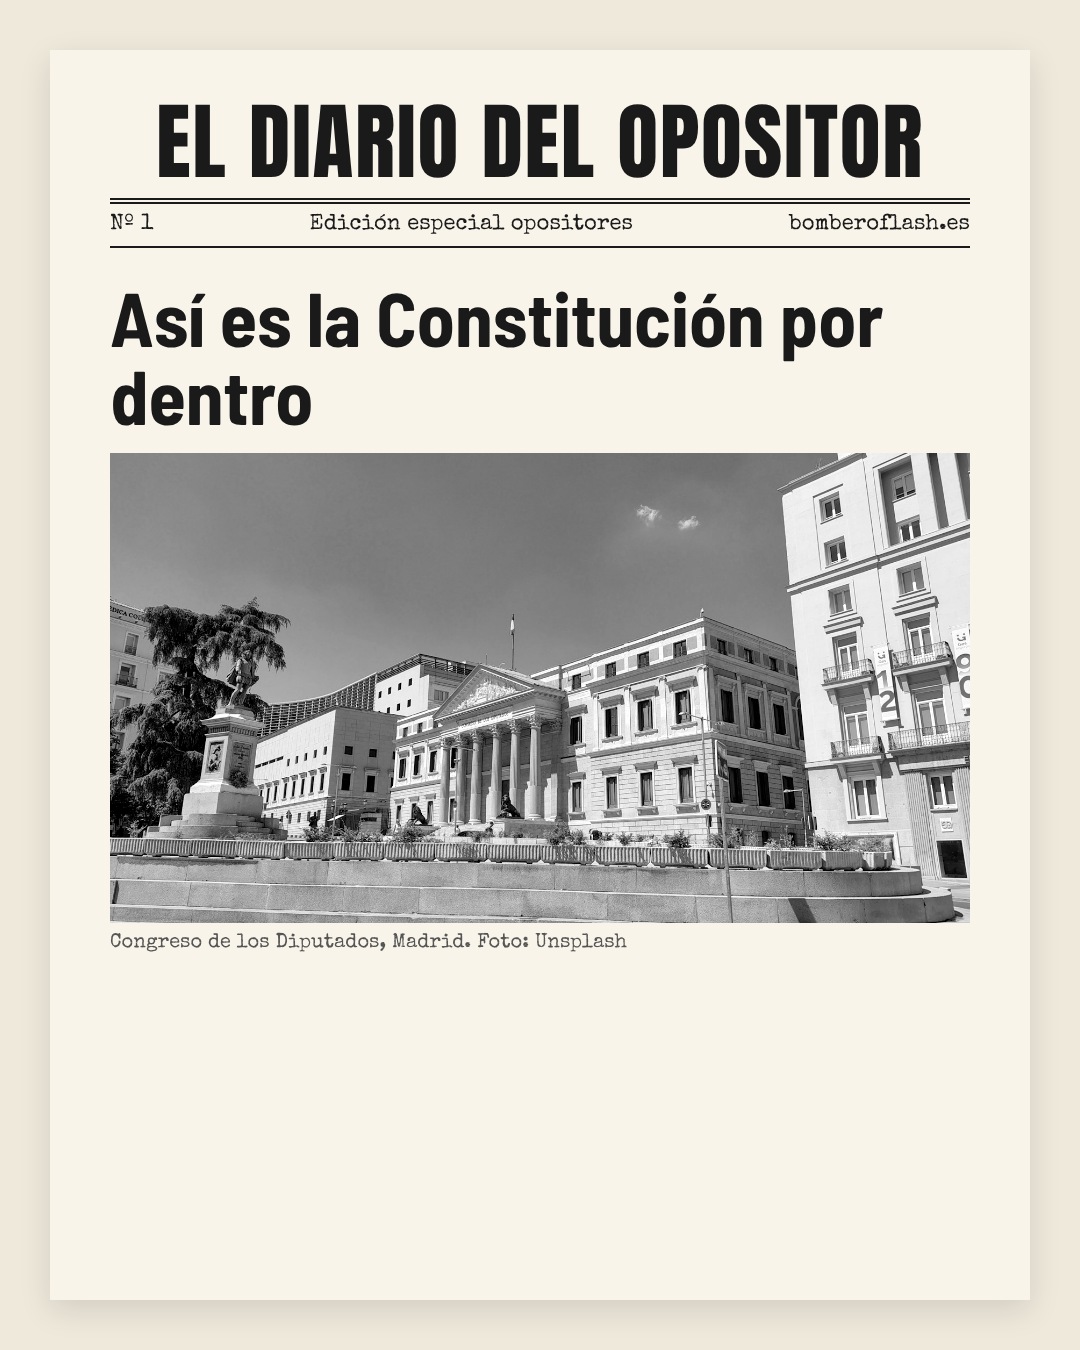 EL DIARIO DEL OPOSITOR
Nº 1 Edición especial opositores bomberoflash.es
Así es la Constitución por
dentro
12
Congreso de los Diputados, Madrid. Foto: Unsplash